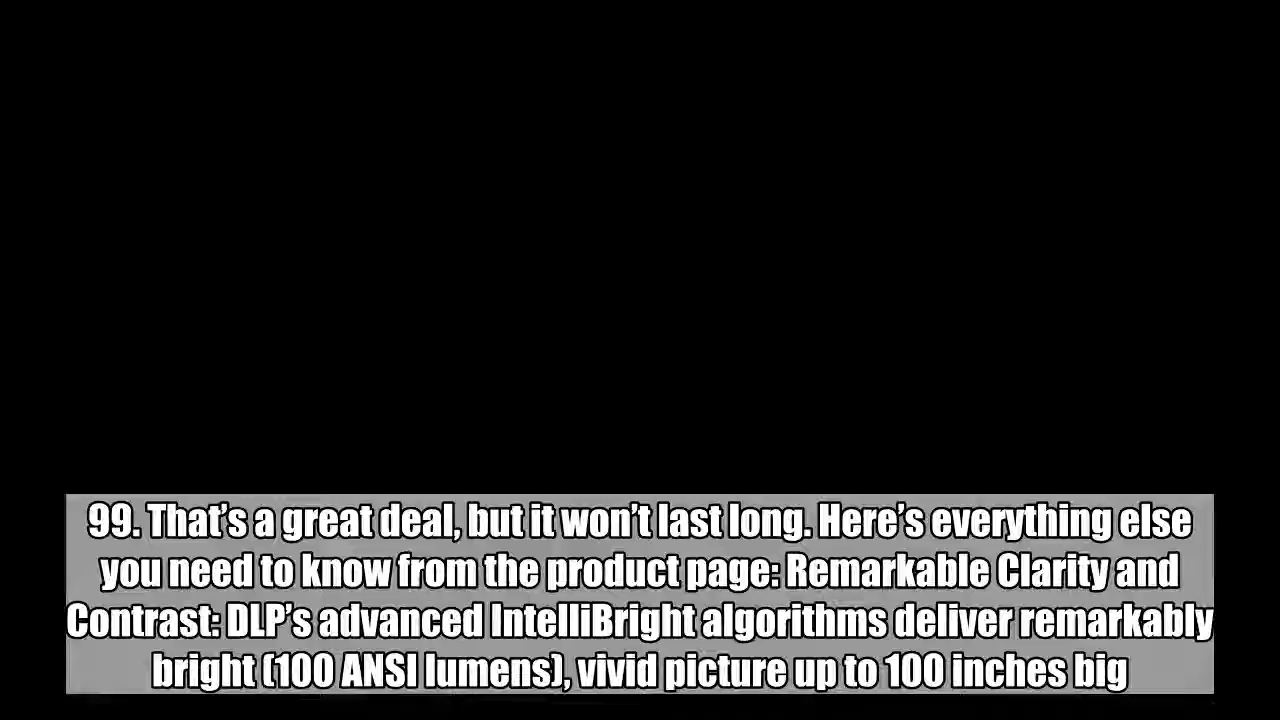 99. That’s a great deal, but it won’t last long. Here’s everything else
you need to know from the product page: Remarkable Clarity and
Contrast: DLP’s advanced IntelliBright algorithms deliver remarkably
bright (100 ANSI lumens), vivid picture up to 100 inches big